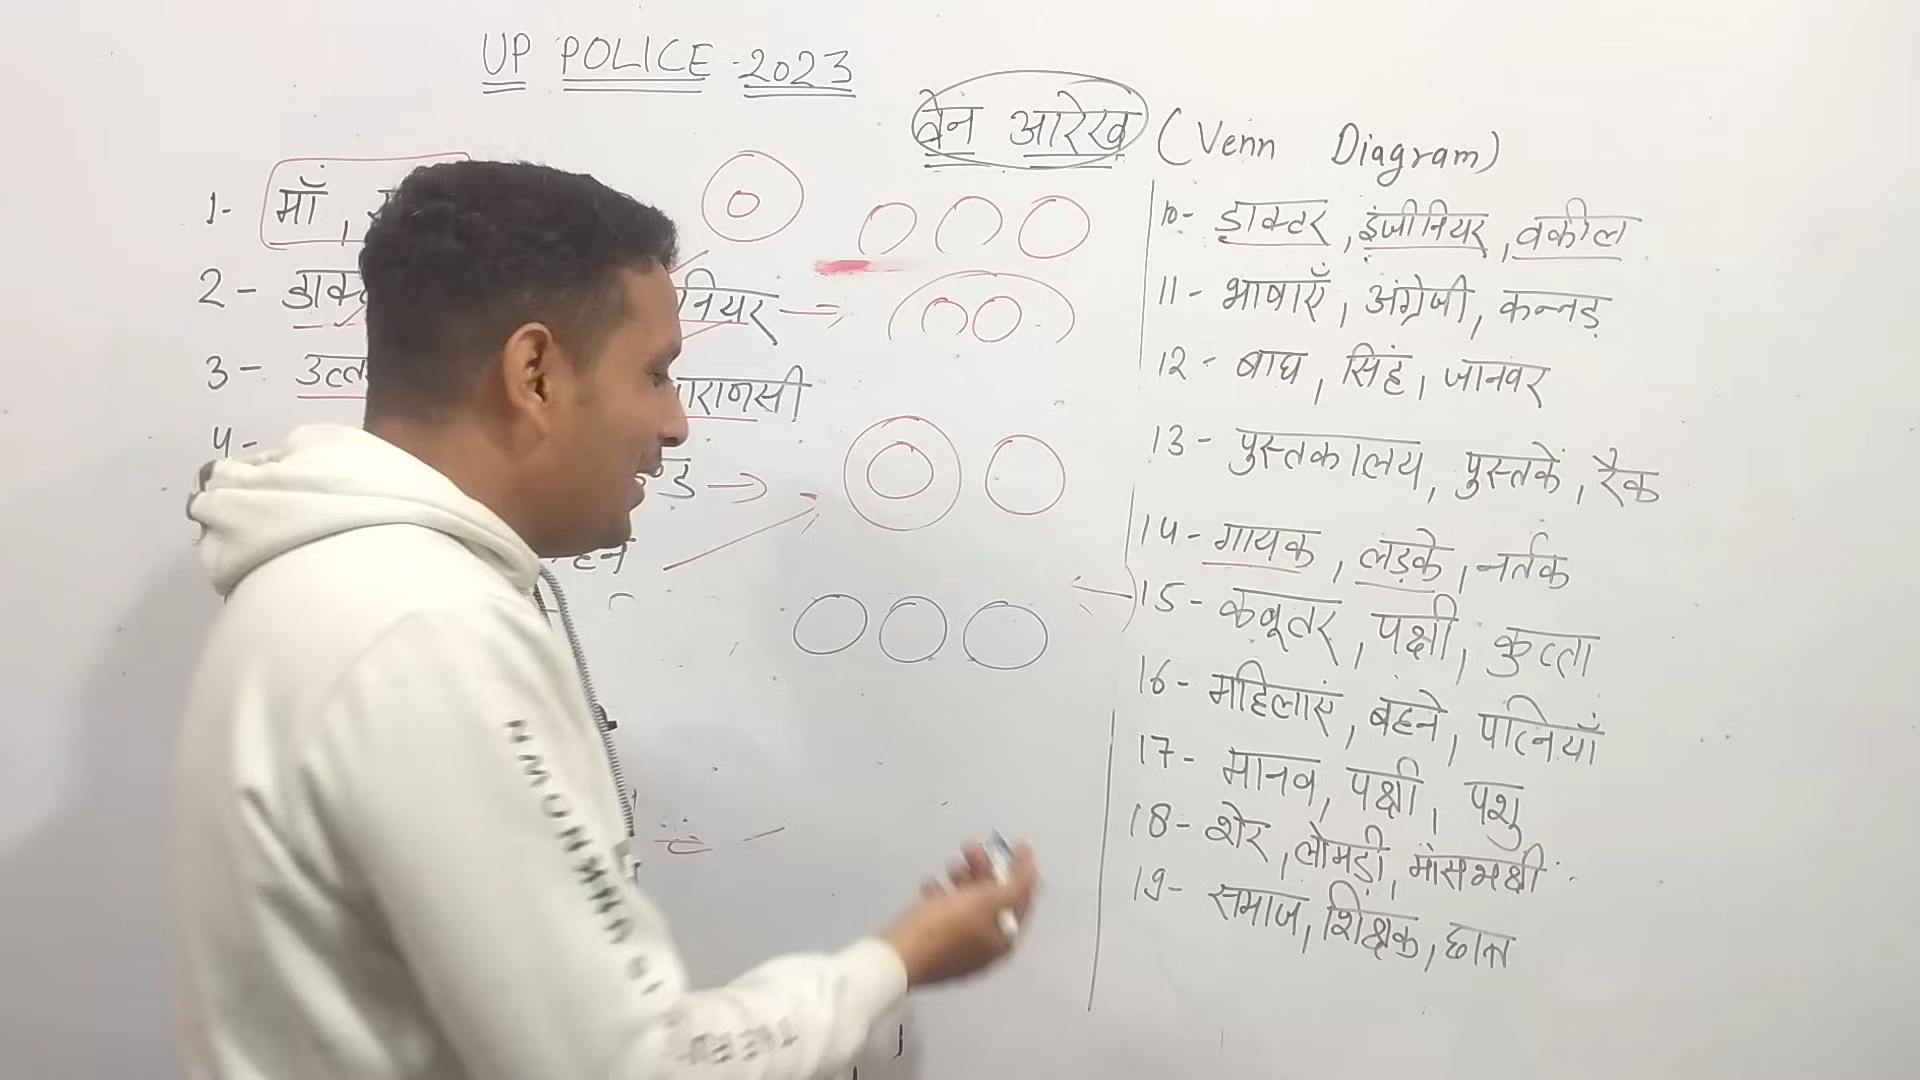 UP POLICE-2023
वेन आरेख (Venn Diagram)
1- माँ,
2-
नियर
3-
4-
10- डाक्टर, इंजीनियर, वकील
11- भाषाएँ, अंग्रेजी, कन्नड़
12- बाघ, सिंह, जानवर
13- पुस्तकालय, पुस्तकें, रैक
14- गायक, लड़के, नर्तक
15- कबूतर, पक्षी, कुत्ता
16- महिलाएं, बहने, पत्नियाँ
17- मानव, पक्षी, पशु
18- शेर, लोमड़ी, मांसभक्षी
19- समाज, शिक्षक, छात्र